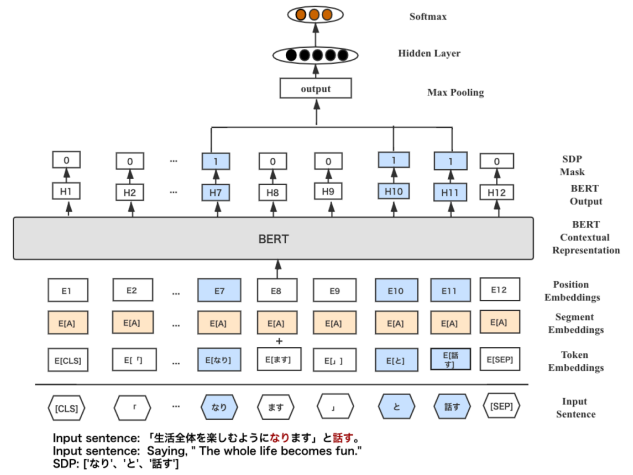 Softmax
Hidden Layer
output
Max Pooling
0 0 ... 1 0 0 1 1 0
SDP
Mask
H1 H2 ... H7 H8 H9 H10 H11 H12
BERT
Output
BERT
BERT
Contextual
Representation
E1 E2 ... E7 E8 E9 E10 E11 E12
Position
Embeddings
E[A] E[A] ... E[A] E[A] E[A] E[A] E[A] E[A]
Segment
Embeddings
+
E[CLS] E[「] ... E[なり] E[ます] E[」] E[と] E[話す] E[SEP]
Token
Embeddings
[CLS] 「 ... なり ます 」 と 話す [SEP]
Input
Sentence
Input sentence: 「生活全体を楽しむようになります」と話す。
Input sentence: Saying, " The whole life becomes fun."
SDP: ['なり'、'と'、'話す']